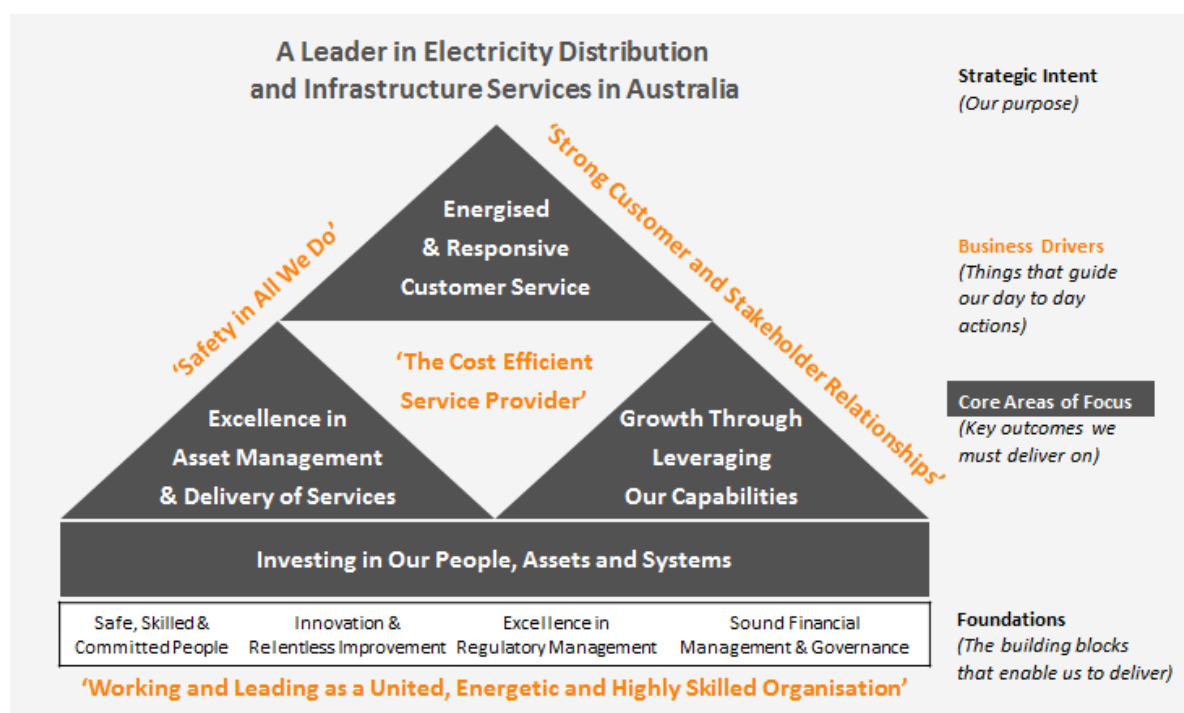 A Leader in Electricity Distribution
and Infrastructure Services in Australia
Strategic Intent
(Our purpose)
‘Safety in All We Do’
‘Strong Customer and Stakeholder Relationships’
Energised
& Responsive
Customer Service
Business Drivers
(Things that guide
our day to day
actions)
‘The Cost Efficient
Service Provider’
Excellence in
Asset Management
& Delivery of Services
Growth Through
Leveraging
Our Capabilities
Core Areas of Focus
(Key outcomes we
must deliver on)
Investing in Our People, Assets and Systems
Safe, Skilled &
Committed People
Innovation &
Relentless Improvement
Excellence in
Regulatory Management
Sound Financial
Management & Governance
Foundations
(The building blocks
that enable us to deliver)
‘Working and Leading as a United, Energetic and Highly Skilled Organisation’